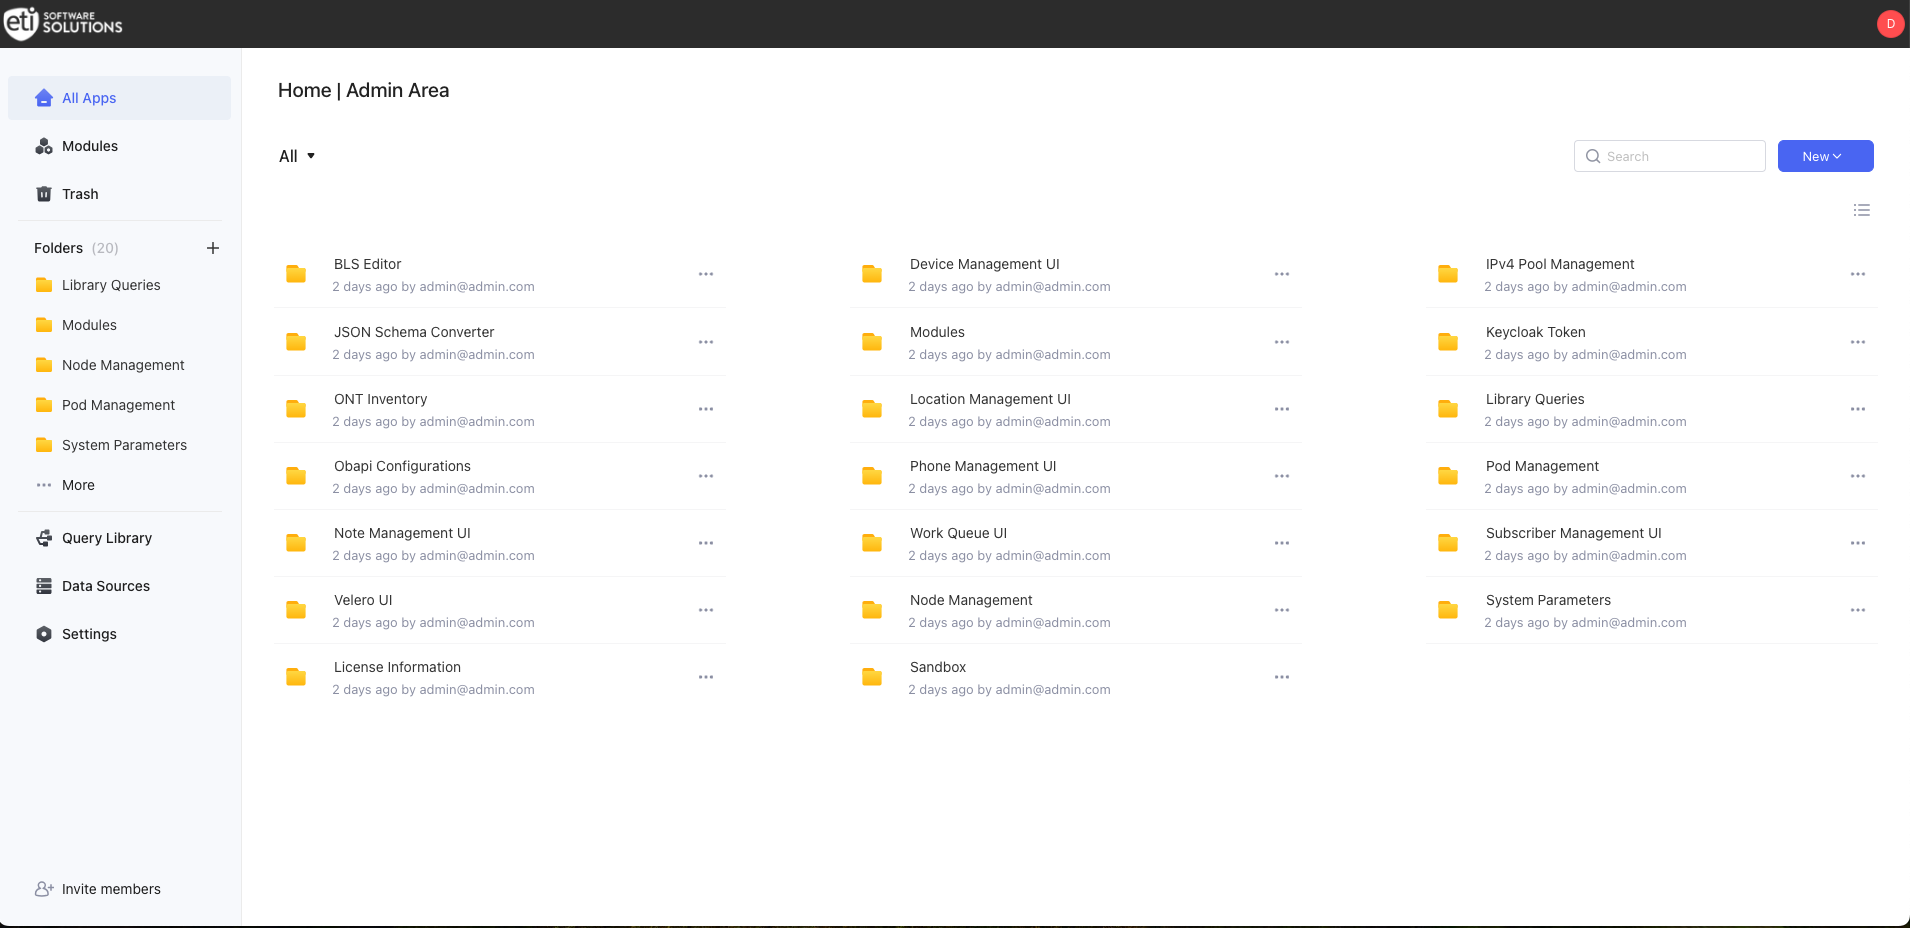 eti SOFTWARE
SOLUTIONS
D
All Apps
Modules
Trash
Folders (20)
Library Queries
Modules
Node Management
Pod Management
System Parameters
More
Query Library
Data Sources
Settings
Invite members
Home | Admin Area
All
Search
New
BLS Editor
2 days ago by admin@admin.com
Device Management UI
2 days ago by admin@admin.com
IPv4 Pool Management
2 days ago by admin@admin.com
JSON Schema Converter
2 days ago by admin@admin.com
Modules
2 days ago by admin@admin.com
Keycloak Token
2 days ago by admin@admin.com
ONT Inventory
2 days ago by admin@admin.com
Location Management UI
2 days ago by admin@admin.com
Library Queries
2 days ago by admin@admin.com
Obapi Configurations
2 days ago by admin@admin.com
Phone Management UI
2 days ago by admin@admin.com
Pod Management
2 days ago by admin@admin.com
Note Management UI
2 days ago by admin@admin.com
Work Queue UI
2 days ago by admin@admin.com
Subscriber Management UI
2 days ago by admin@admin.com
Velero UI
2 days ago by admin@admin.com
Node Management
2 days ago by admin@admin.com
System Parameters
2 days ago by admin@admin.com
License Information
2 days ago by admin@admin.com
Sandbox
2 days ago by admin@admin.com